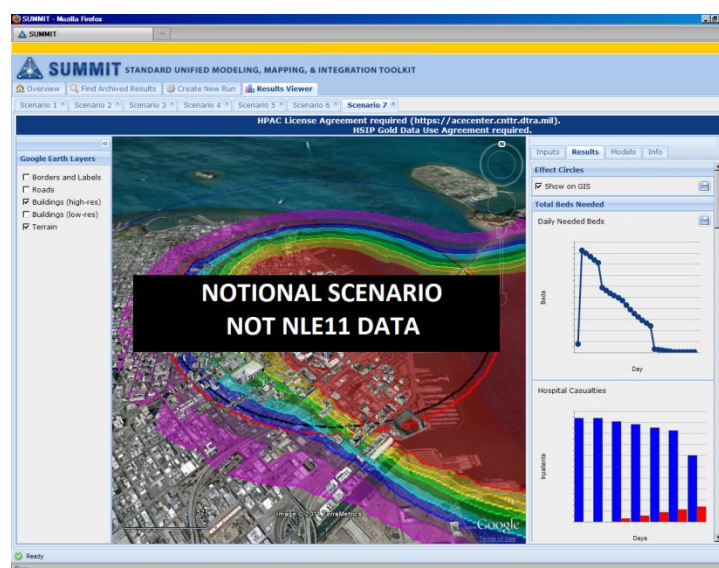 SUMMIT - Mozilla Firefox
SUMMIT
SUMMIT STANDARD UNIFIED MODELING, MAPPING, & INTEGRATION TOOLKIT
Overview Find Archived Results Create New Run Results Viewer
Scenario 1 Scenario 2 Scenario 3 Scenario 4 Scenario 5 Scenario 6 Scenario 7
HPAC License Agreement required (https://acecenter.cnttr.dtra.mil).
HSIP Gold Data Use Agreement required.
Google Earth Layers
Borders and Labels
Roads
Buildings (high-res)
Buildings (low-res)
Terrain
N
NOTIONAL SCENARIO
NOT NLE11 DATA
Google
Terms of Use
Inputs Results Models Info
Effect Circles
Show on GIS
Total Beds Needed
Daily Needed Beds
Beds
Day
Hospital Casualties
Inpatients
Days
Ready